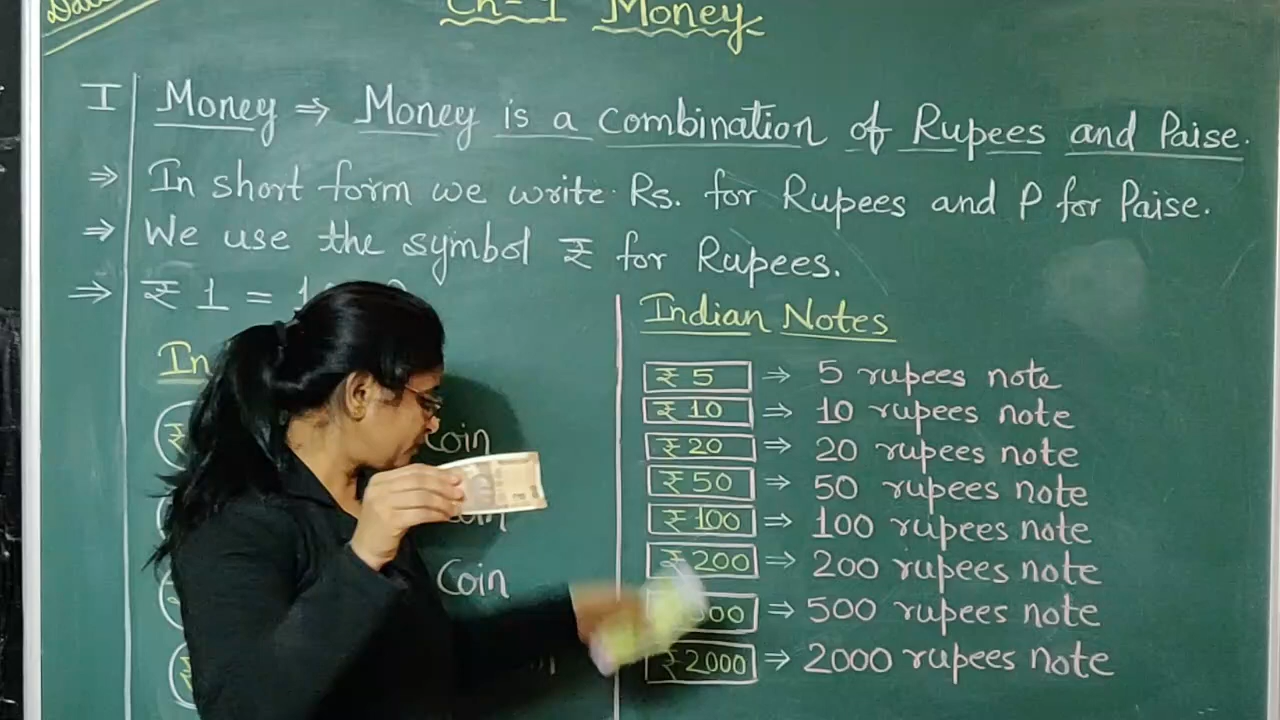 Ch-1 Money
I Money ⇒ Money is a combination of Rupees and Paise.
⇒ In short form we write Rs. for Rupees and P for Paise.
⇒ We use the symbol ₹ for Rupees.
⇒ ₹ 1 =
Indian Notes
₹ 5 ⇒ 5 rupees note
₹ 10 ⇒ 10 rupees note
₹ 20 ⇒ 20 rupees note
₹ 50 ⇒ 50 rupees note
₹ 100 ⇒ 100 rupees note
₹ 200 ⇒ 200 rupees note
⇒ 500 rupees note
₹ 2000 ⇒ 2000 rupees note
Coin
Coin
Coin